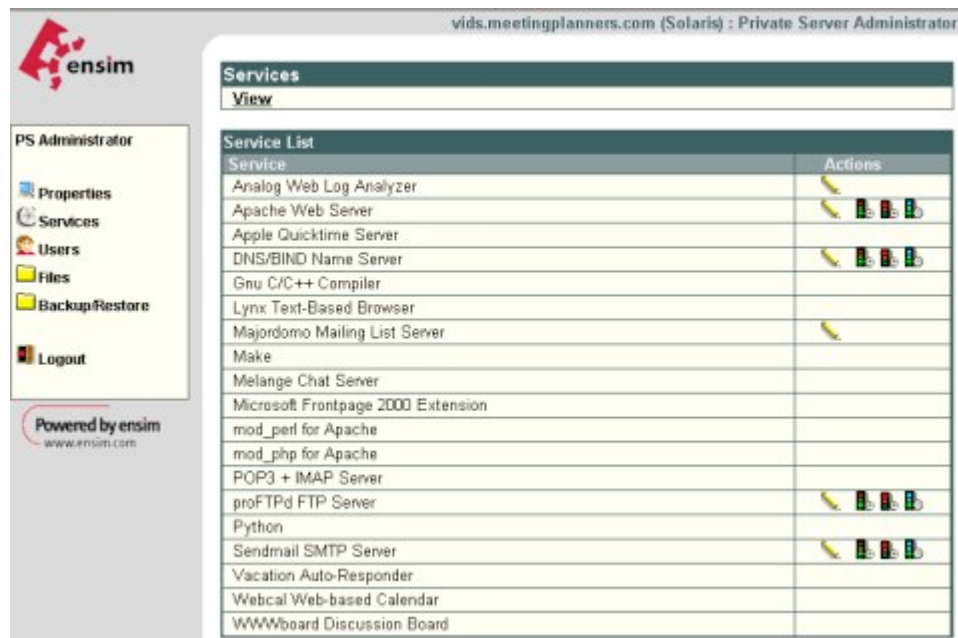 vids.meetingplanners.com (Solaris) : Private Server Administrator
ensim
Services
View
PS Administrator
Properties
Services
Users
Files
Backup/Restore
Logout
Powered by ensim
www.ensim.com
Service List
Service Actions
Analog Web Log Analyzer
Apache Web Server
Apple Quicktime Server
DNS/BIND Name Server
Gnu C/C++ Compiler
Lynx Text-Based Browser
Majordomo Mailing List Server
Make
Melange Chat Server
Microsoft Frontpage 2000 Extension
mod_perl for Apache
mod_php for Apache
POP3 + IMAP Server
proFTPd FTP Server
Python
Sendmail SMTP Server
Vacation Auto-Responder
Webcal Web-based Calendar
WWWboard Discussion Board